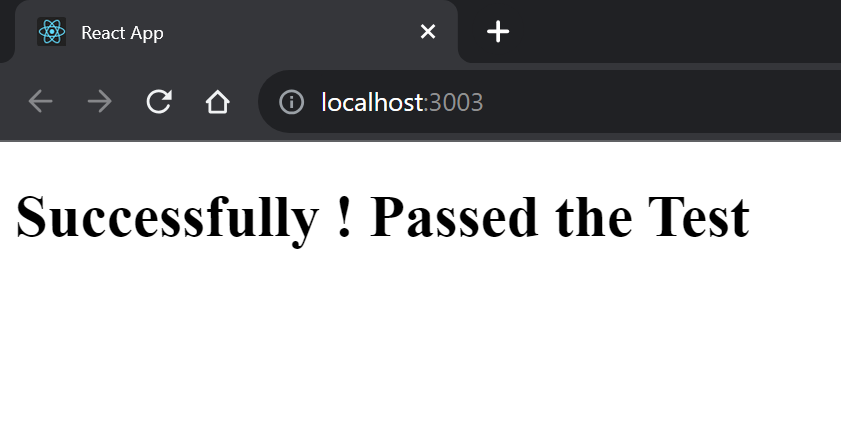 React App
localhost:3003
Successfully ! Passed the Test